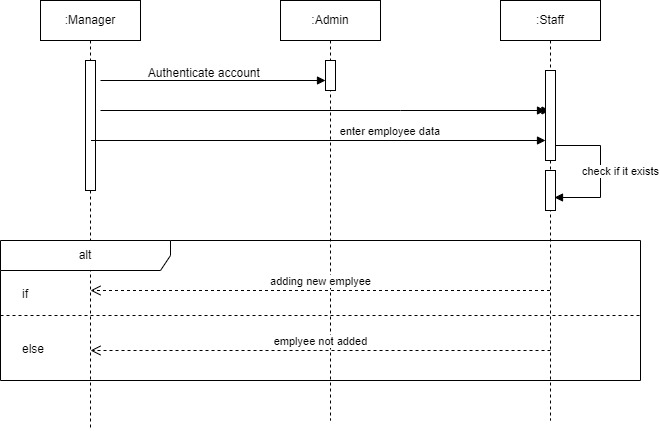 :Manager
:Admin
:Staff
Authenticate account
enter employee data
check if it exists
alt
adding new emplyee
if
emplyee not added
else